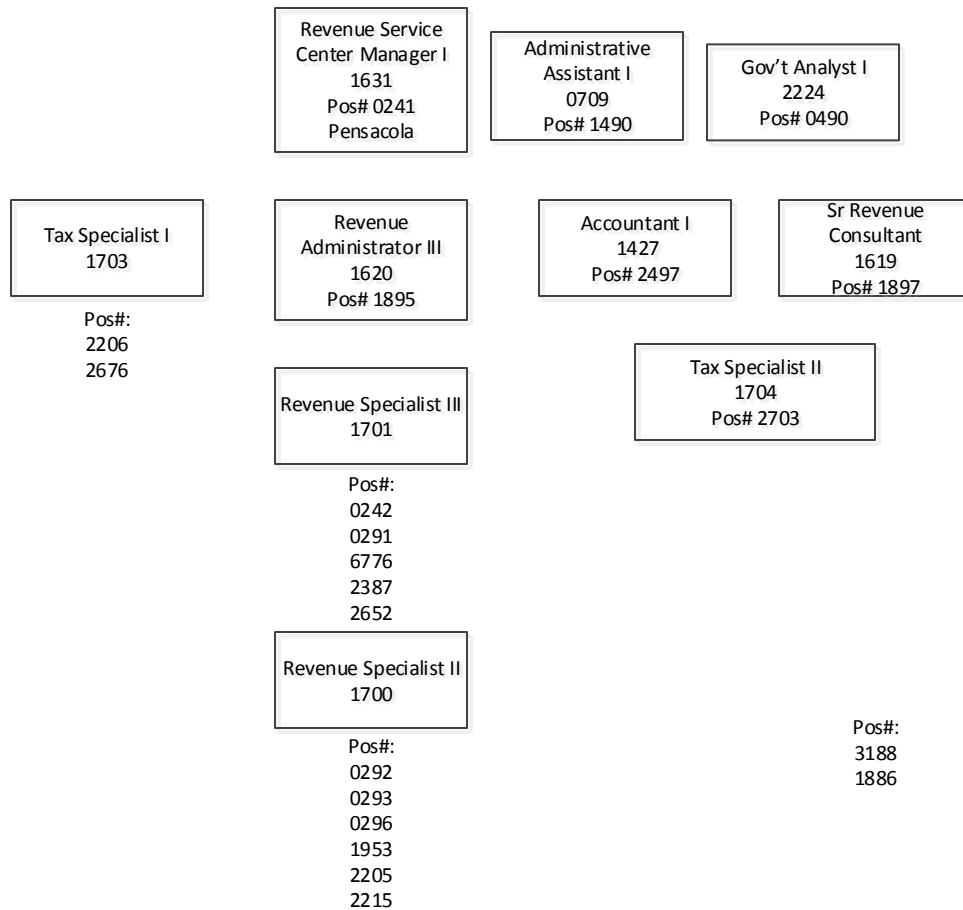 Revenue Service
Center Manager I
1631
Pos# 0241
Pensacola
Administrative
Assistant I
0709
Pos# 1490
Gov't Analyst I
2224
Pos# 0490
Tax Specialist I
1703
Pos#:
2206
2676
Revenue
Administrator III
1620
Pos# 1895
Accountant I
1427
Pos# 2497
Sr Revenue
Consultant
1619
Pos# 1897
Tax Specialist II
1704
Pos# 2703
Revenue Specialist III
1701
Pos#:
0242
0291
6776
2387
2652
Revenue Specialist II
1700
Pos#:
0292
0293
0296
1953
2205
2215
Pos#:
3188
1886